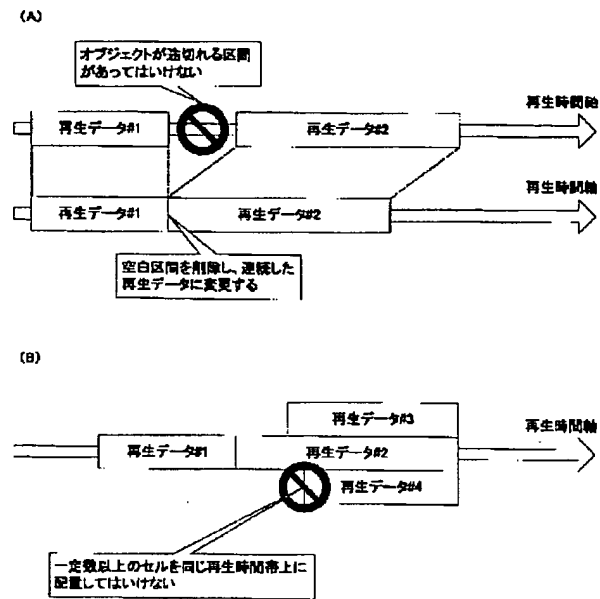 (A)
オブジェクトが途切れる区間
があってはいけない
再生時間軸
再生データ#1
再生データ#2
再生時間軸
再生データ#1
再生データ#2
空白区間を削除し、連続した
再生データに変更する
(B)
再生時間軸
再生データ#3
再生データ#1
再生データ#2
再生データ#4
一定数以上のセルを同じ再生時間帯上に
配置してはいけない